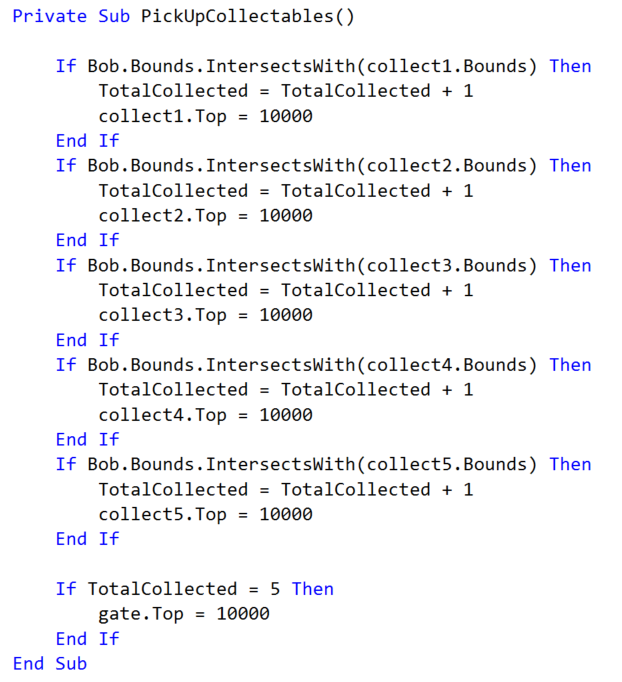 Private Sub PickUpCollectables()
If Bob.Bounds.IntersectsWith(collect1.Bounds) Then
TotalCollected = TotalCollected + 1
collect1.Top = 10000
End If
If Bob.Bounds.IntersectsWith(collect2.Bounds) Then
TotalCollected = TotalCollected + 1
collect2.Top = 10000
End If
If Bob.Bounds.IntersectsWith(collect3.Bounds) Then
TotalCollected = TotalCollected + 1
collect3.Top = 10000
End If
If Bob.Bounds.IntersectsWith(collect4.Bounds) Then
TotalCollected = TotalCollected + 1
collect4.Top = 10000
End If
If Bob.Bounds.IntersectsWith(collect5.Bounds) Then
TotalCollected = TotalCollected + 1
collect5.Top = 10000
End If
If TotalCollected = 5 Then
gate.Top = 10000
End If
End Sub